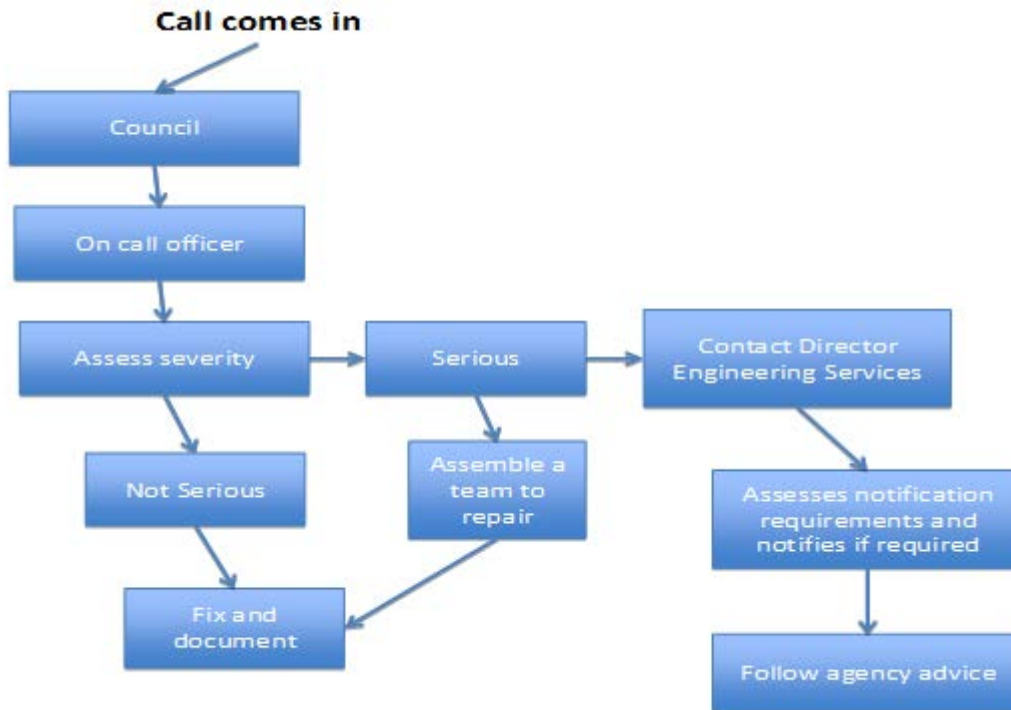 Call comes in
Council
On call officer
Assess severity
Serious
Contact Director
Engineering Services
Not Serious
Assemble a
team to
repair
Assesses notification
requirements and
notifies if required
Fix and
document
Follow agency advice